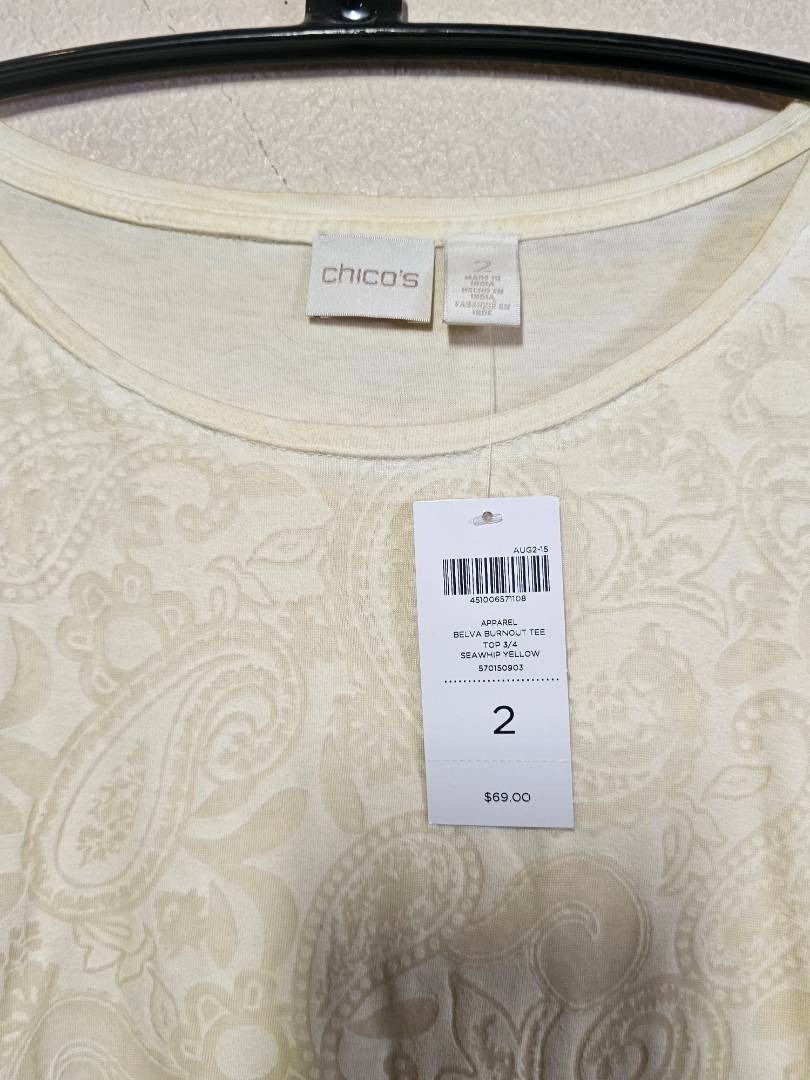 chico's
2
MADE IN
INDIA
HECHO EN
INDIA
FABRIQUÉ EN
INDE
AUG2-15
451006571108
APPAREL
BELVA BURNOUT TEE
TOP 3/4
SEAWHIP YELLOW
570150903
2
$69.00